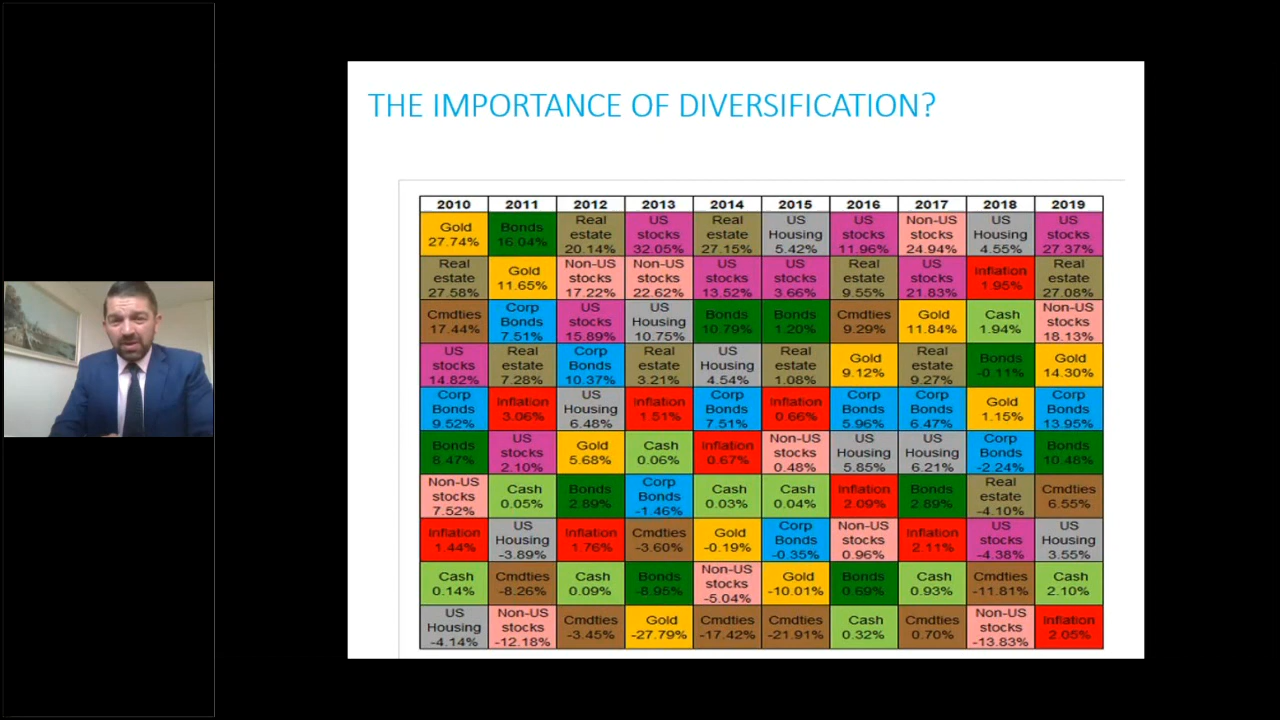 THE IMPORTANCE OF DIVERSIFICATION?
2010 2011 2012 2013 2014 2015 2016 2017 2018 2019
Gold 27.74% Bonds 16.04% Real estate 20.14% US stocks 32.05% Real estate 27.15% US Housing 5.42% US stocks 11.96% Non-US stocks 24.94% US Housing 4.55% US stocks 27.37%
Real estate 27.58% Gold 11.65% Non-US stocks 17.22% Non-US stocks 22.62% US stocks 13.52% US stocks 3.66% Real estate 9.55% US stocks 21.83% Inflation 1.95% Real estate 27.08%
Cmdties 17.44% Corp Bonds 7.51% US stocks 15.89% US Housing 10.75% Bonds 10.79% Bonds 1.20% Cmdties 9.29% Gold 11.84% Cash 1.94% Non-US stocks 18.13%
US stocks 14.82% Real estate 7.28% Corp Bonds 10.37% Real estate 3.21% US Housing 4.54% Real estate 1.08% Gold 9.12% Real estate 9.27% Bonds -0.11% Gold 14.30%
Corp Bonds 9.52% Inflation 3.06% US Housing 6.48% Inflation 1.51% Corp Bonds 7.51% Inflation 0.66% Corp Bonds 5.96% Corp Bonds 6.47% Gold 1.15% Corp Bonds 13.95%
Bonds 8.47% US stocks 2.10% Gold 5.68% Cash 0.06% Inflation 0.67% Non-US stocks 0.48% US Housing 5.85% US Housing 6.21% Corp Bonds -2.24% Bonds 10.48%
Non-US stocks 7.52% Cash 0.05% Bonds 2.89% Corp Bonds -1.46% Cash 0.03% Cash 0.04% Inflation 2.09% Bonds 2.89% Real estate -4.10% Cmdties 6.55%
Inflation 1.44% US Housing -3.89% Inflation 1.76% Cmdties -3.60% Gold -0.19% Corp Bonds -0.35% Non-US stocks 0.96% Inflation 2.11% US stocks -4.38% US Housing 3.55%
Cash 0.14% Cmdties -8.26% Cash 0.09% Bonds -8.95% Non-US stocks -5.04% Gold -10.01% Bonds 0.69% Cash 0.93% Cmdties -11.81% Cash 2.10%
US Housing -4.14% Non-US stocks -12.18% Cmdties -3.45% Gold -27.79% Cmdties -17.42% Cmdties -21.91% Cash 0.32% Cmdties 0.70% Non-US stocks -13.83% Inflation 2.05%